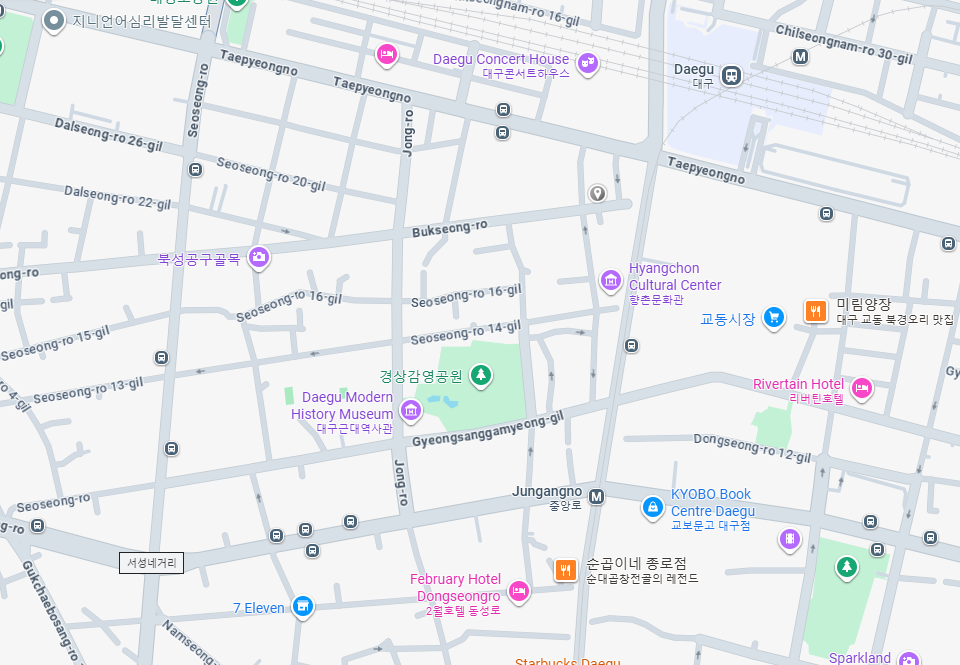 ngnam-ro 16-gil
지니언어심리발달센터
Seoseong-ro
Taepyeongno
Taepyeongno
Daegu Concert House
대구콘서트하우스
Chilseongnam-ro 30-gil
M
Daegu
대구
Dalseong-ro 26-gil
Jong-ro
Seoseong-ro 20-gil
Taepyeongno
Dalseong-ro 22-gil
Bukseong-ro
북성공구골목
ong-ro
Hyangchon
Cultural Center
향촌문화관
Seoseong-ro 16-gil
Seoseong-ro 16-gil
gil
교동시장
미림양장
대구 교동 북경오리 맛집
Seoseong-ro 15-gil
Seoseong-ro 14-gil
경상감영공원
Gy
Seoseong-ro 13-gil
o 4-gil
Daegu Modern
History Museum
대구근대역사관
Rivertain Hotel
리버틴호텔
Gyeongsanggamyeong-gil
Dongseong-ro 12-gil
Jong-ro
Seoseong-ro
Jungangno
중앙로
M
KYOBO Book
Centre Daegu
교보문고 대구점
ng-ro
서성네거리
순곱이네 종로점
순대곱창전골의 레전드
Gukchaebosang-ro
February Hotel
Dongseongro
2월호텔 동성로
7 Eleven
Namseong-ro
Starbucks Daegu
Sparkland